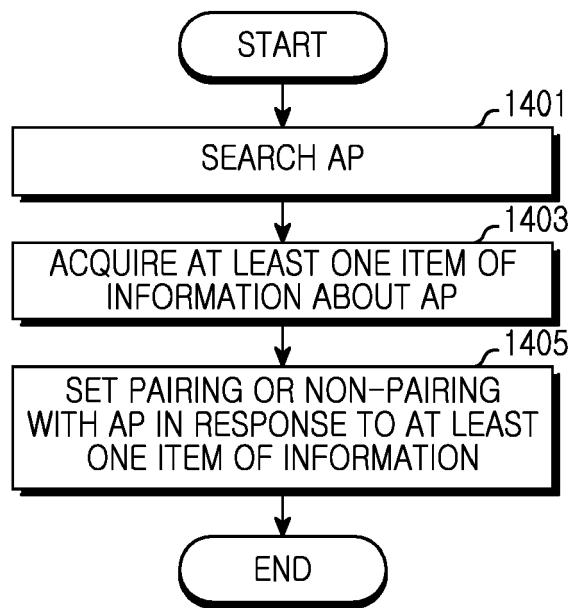 START
1401
SEARCH AP
1403
ACQUIRE AT LEAST ONE ITEM OF
INFORMATION ABOUT AP
1405
SET PAIRING OR NON-PAIRING
WITH AP IN RESPONSE TO AT LEAST
ONE ITEM OF INFORMATION
END